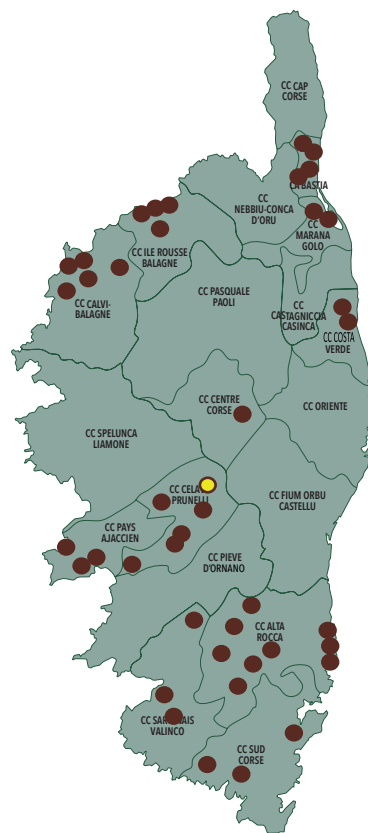 CC CAP
CORSE
CA BASTIA
CC
NEBBIU-CONCA
D'ORU
CC
MARANA
GOLO
CC ILE ROUSSE
BALAGNE
CC CALVI-
BALAGNE
CC PASQUALE
PAOLI
CC
CASTAGNICCIA
CASINCA
CC COSTA
VERDE
CC CENTRE
CORSE
CC ORIENTE
CC SPELUNCA
LIAMONE
CC CELA
PRUNELLI
CC FIUM ORBU
CASTELLU
CC PAYS
AJACCIEN
CC PIEVE
D'ORNANO
CC ALTA
ROCCA
CC SAR
NAIS
VALINCO
CC SUD
CORSE